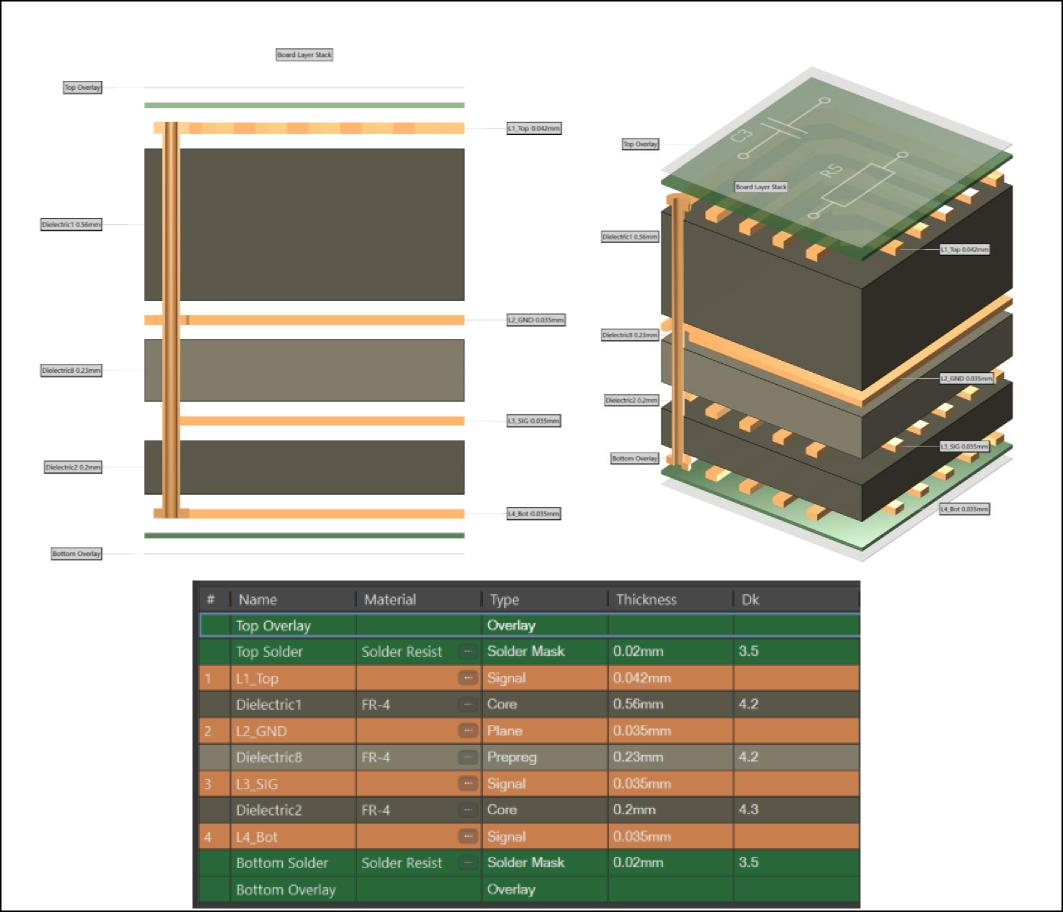 Board Layer Stack
Top Overlay
L1_Top 0.042mm
Dielectric1 0.56mm
L2_GND 0.035mm
Dielectric8 0.23mm
L3_SIG 0.035mm
Dielectric2 0.2mm
L4_Bot 0.035mm
Bottom Overlay
C3
R5
Top Overlay
Board Layer Stack
Dielectric1 0.56mm
L1_Top 0.042mm
Dielectric8 0.23mm
L2_GND 0.035mm
Dielectric2 0.2mm
L3_SIG 0.035mm
Bottom Overlay
L4_Bot 0.035mm
# Name Material Type Thickness Dk
Top Overlay Overlay
Top Solder Solder Resist Solder Mask 0.02mm 3.5
1 L1_Top Signal 0.042mm
Dielectric1 FR-4 Core 0.56mm 4.2
2 L2_GND Plane 0.035mm
Dielectric8 FR-4 Prepreg 0.23mm 4.2
3 L3_SIG Signal 0.035mm
Dielectric2 FR-4 Core 0.2mm 4.3
4 L4_Bot Signal 0.035mm
Bottom Solder Solder Resist Solder Mask 0.02mm 3.5
Bottom Overlay Overlay